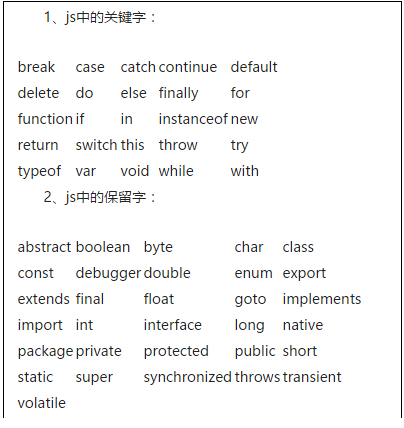 1、js中的关键字：
break case catch continue default
delete do else finally for
function if in instanceof new
return switch this throw try
typeof var void while with
2、js中的保留字：
abstract boolean byte char class
const debugger double enum export
extends final float goto implements
import int interface long native
package private protected public short
static super synchronized throws transient
volatile